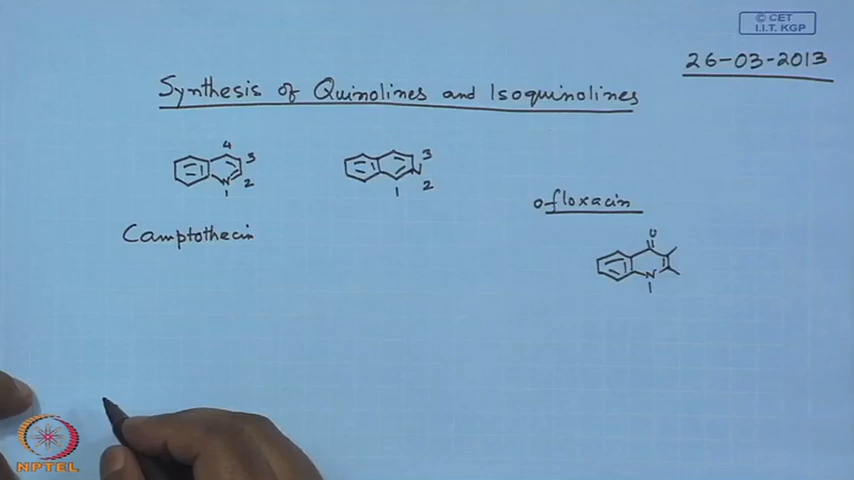 © CET
I.I.T. KGP
26-03-2013
Synthesis of Quinolines and Isoquinolines
4
3
N
2
1
3
N
2
1
Camptothecin
ofloxacin
O
N
NPTEL